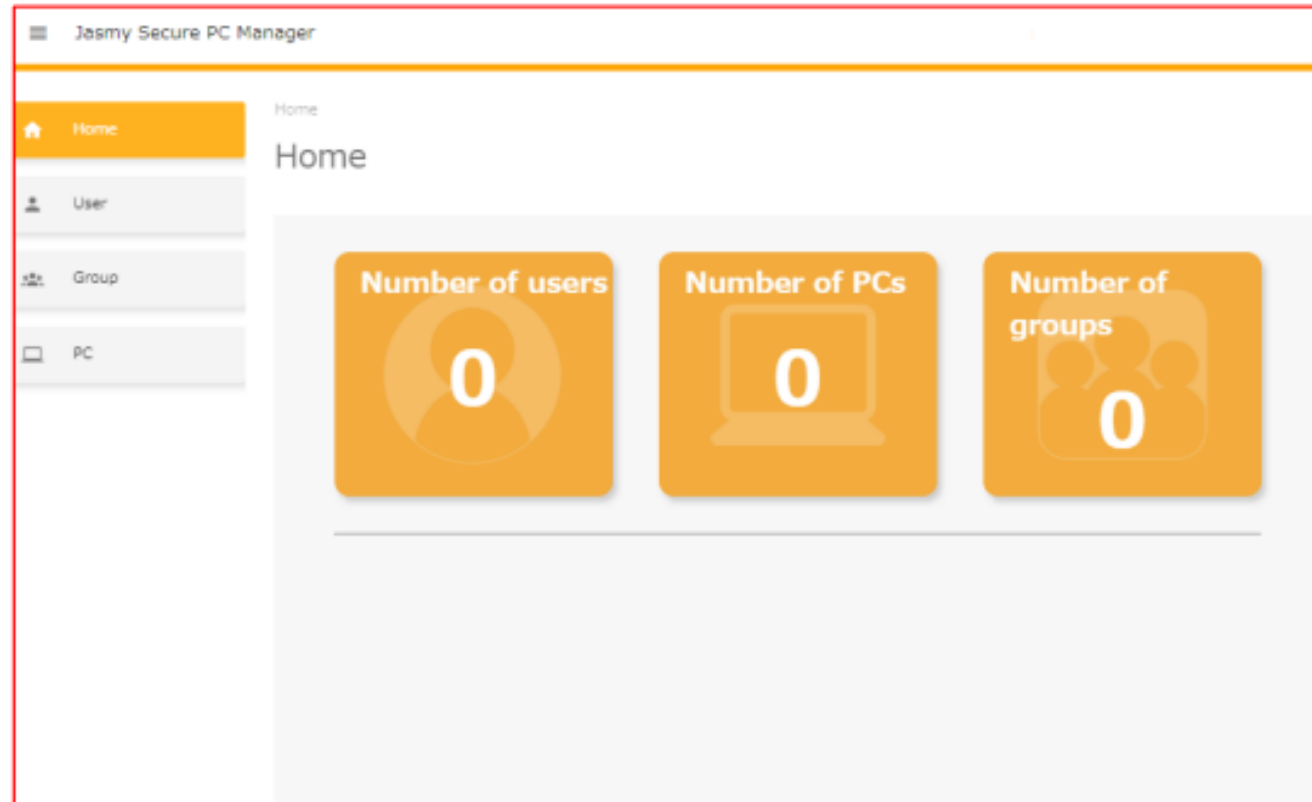 Jasmy Secure PC Manager
Home
User
Group
PC
Home
Home
Number of users
0
Number of PCs
0
Number of
groups
0